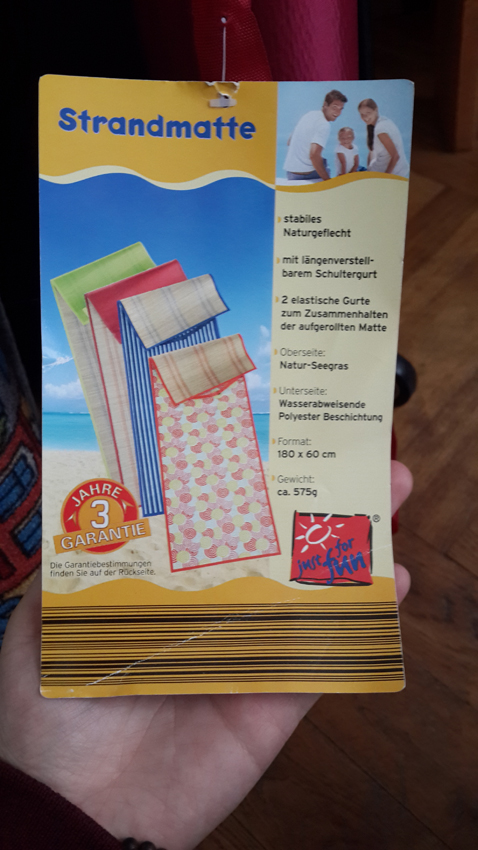 Strandmatte
stabiles
Naturgeflecht
mit längenverstell-
barem Schultergurt
2 elastische Gurte
zum Zusammenhalten
der aufgerollten Matte
Oberseite:
Natur-Seegras
Unterseite:
Wasserabweisende
Polyester Beschichtung
Format:
180 x 60 cm
Gewicht:
ca. 575g
JAHRE
3
GARANTIE
Die Garantiebestimmungen
finden Sie auf der Rückseite.
just for
fun
®